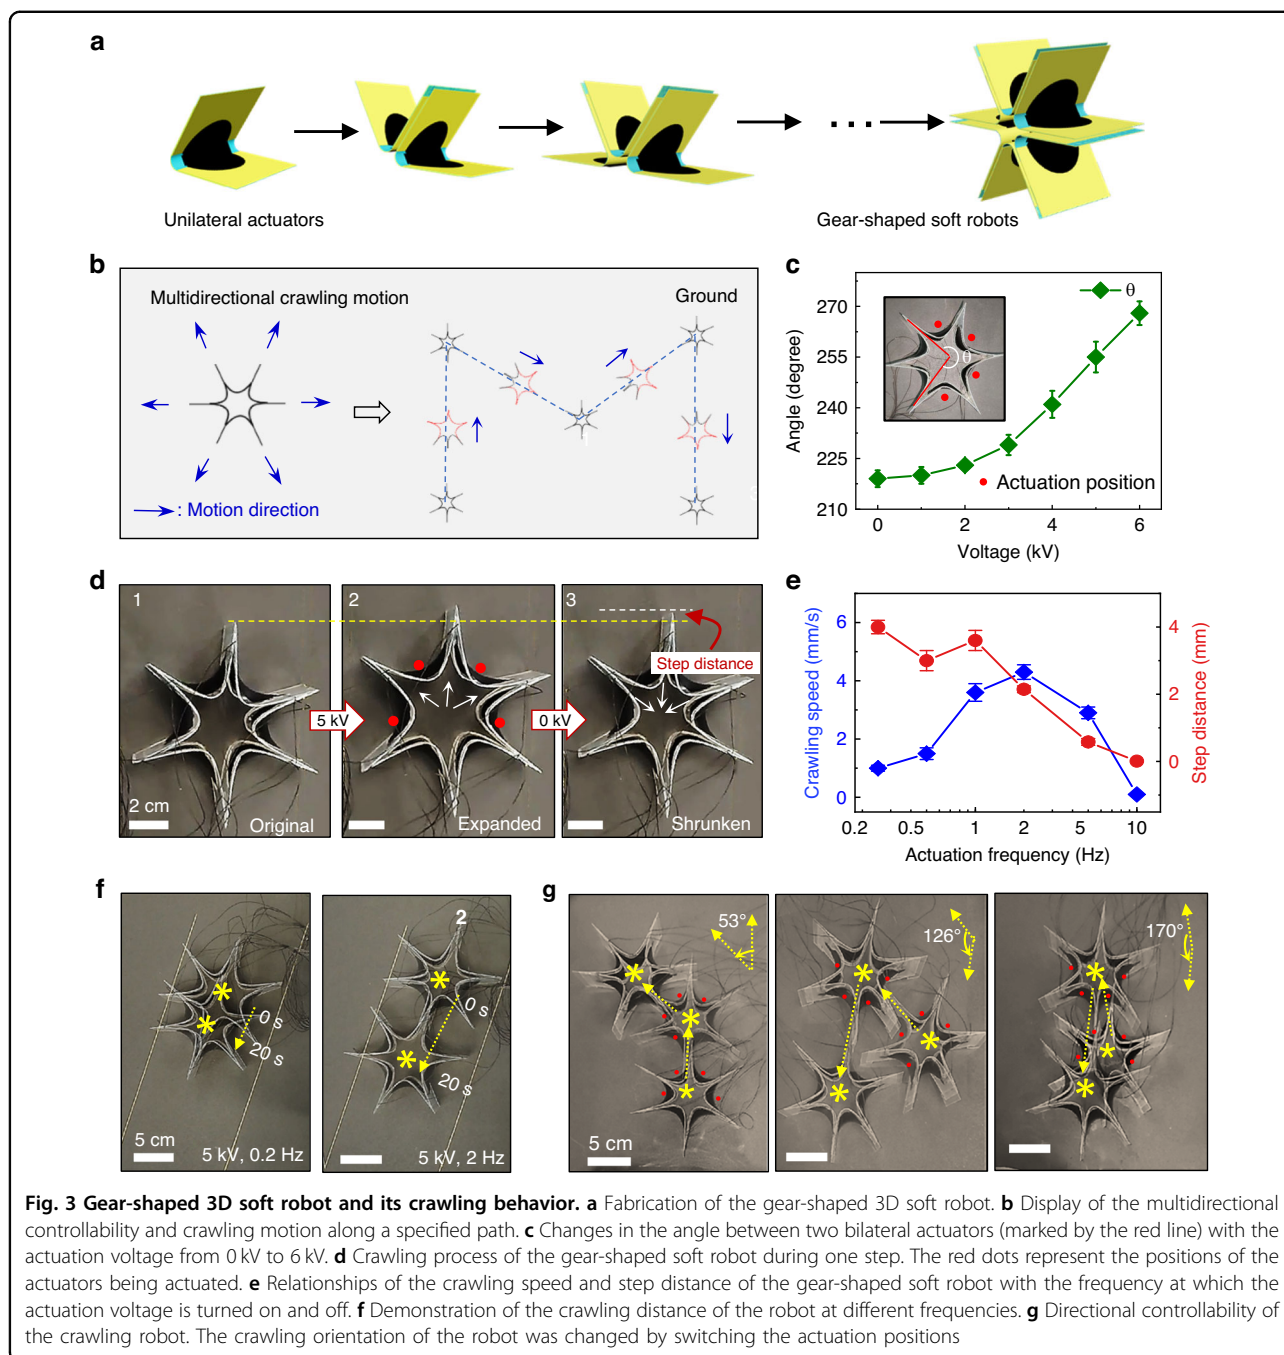 a
Unilateral actuators
Gear-shaped soft robots
b
Multidirectional crawling motion
Ground
: Motion direction
c
θ
θ
Actuation position
Angle (degree)
270
255
240
225
210
0 2 4 6
Voltage (kV)
d
1
2
3
Step distance
5 kV
0 kV
2 cm
Original
Expanded
Shrunken
e
Crawling speed (mm/s)
6
4
2
0
Step distance (mm)
4
2
0
0.2 0.5 1 2 5 10
Actuation frequency (Hz)
f
0 s
20 s
5 cm
5 kV, 0.2 Hz
2
0 s
20 s
5 kV, 2 Hz
g
53°
5 cm
126°
170°
Fig. 3 Gear-shaped 3D soft robot and its crawling behavior. a Fabrication of the gear-shaped 3D soft robot. b Display of the multidirectional
controllability and crawling motion along a specified path. c Changes in the angle between two bilateral actuators (marked by the red line) with the
actuation voltage from 0 kV to 6 kV. d Crawling process of the gear-shaped soft robot during one step. The red dots represent the positions of the
actuators being actuated. e Relationships of the crawling speed and step distance of the gear-shaped soft robot with the frequency at which the
actuation voltage is turned on and off. f Demonstration of the crawling distance of the robot at different frequencies. g Directional controllability of
the crawling robot. The crawling orientation of the robot was changed by switching the actuation positions